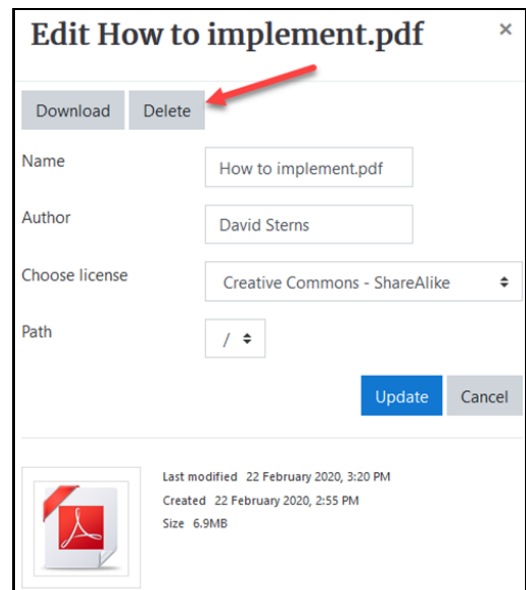 Edit How to implement.pdf ×
Download Delete
Name How to implement.pdf
Author David Sterns
Choose license Creative Commons - ShareAlike
Path /
Update Cancel
Last modified 22 February 2020, 3:20 PM
Created 22 February 2020, 2:55 PM
Size 6.9MB